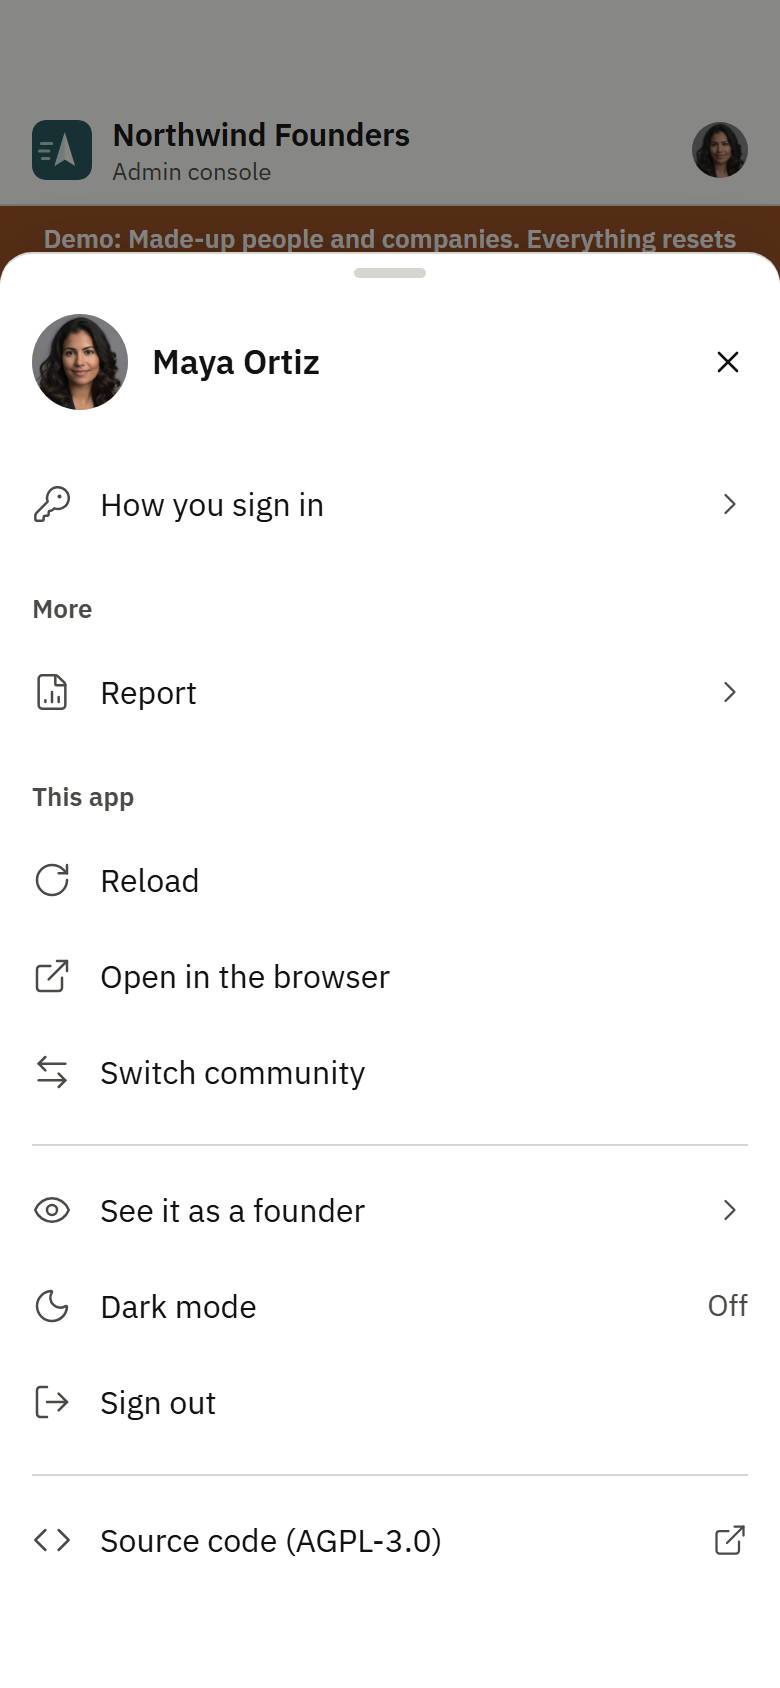 Northwind Founders
Admin console
Demo: Made-up people and companies. Everything resets
Maya Ortiz
How you sign in
More
Report
This app
Reload
Open in the browser
Switch community
See it as a founder
Dark mode
Off
Sign out
Source code (AGPL-3.0)